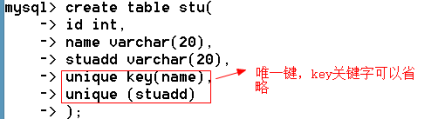 mysql> create table stu(
-> id int,
-> name varchar(20),
-> stuadd varchar(20),
-> unique key(name),
-> unique (stuadd)
-> );
唯一键，key关键字可以省
略